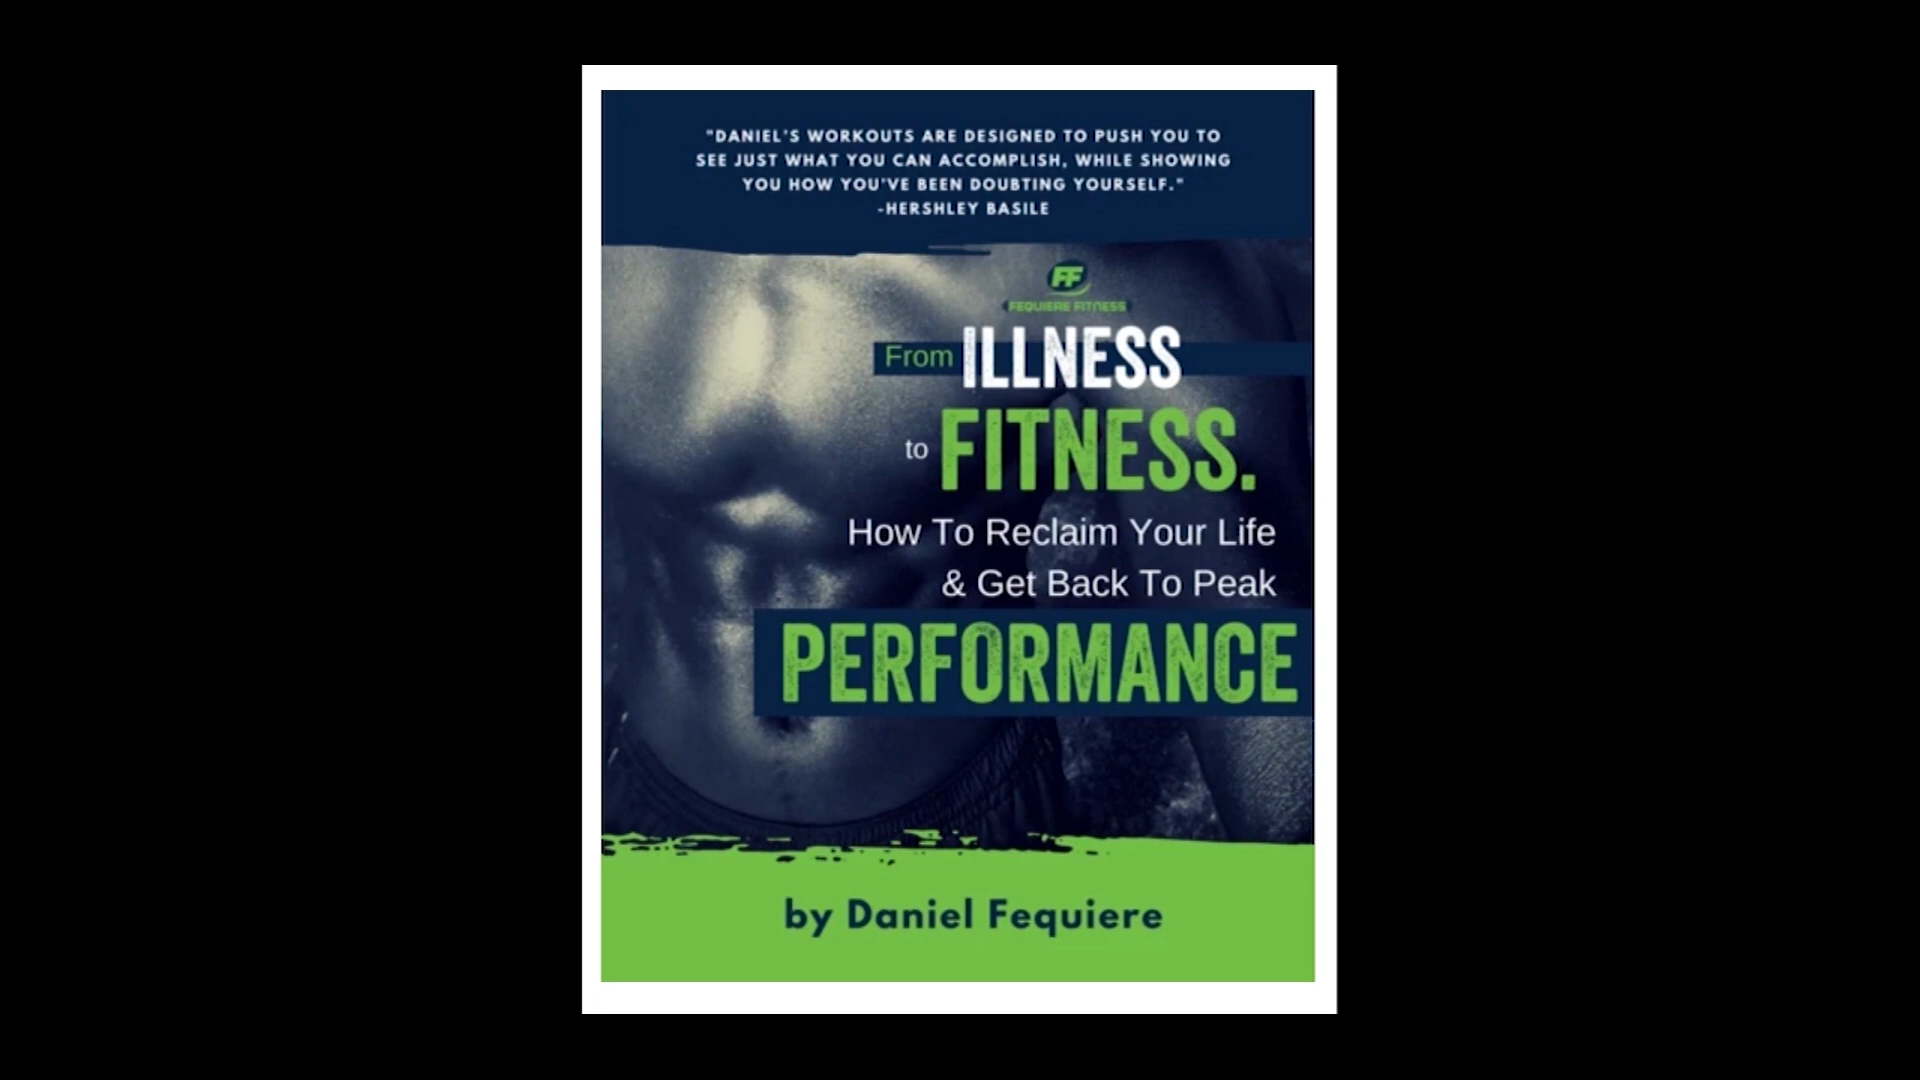 "DANIEL'S WORKOUTS ARE DESIGNED TO PUSH YOU TO
SEE JUST WHAT YOU CAN ACCOMPLISH, WHILE SHOWING
YOU HOW YOU'VE BEEN DOUBTING YOURSELF."
-HERSHLEY BASILE
FF
FEQUIERE FITNESS
From ILLNESS
to FITNESS.
How To Reclaim Your Life
& Get Back To Peak
PERFORMANCE
by Daniel Fequiere